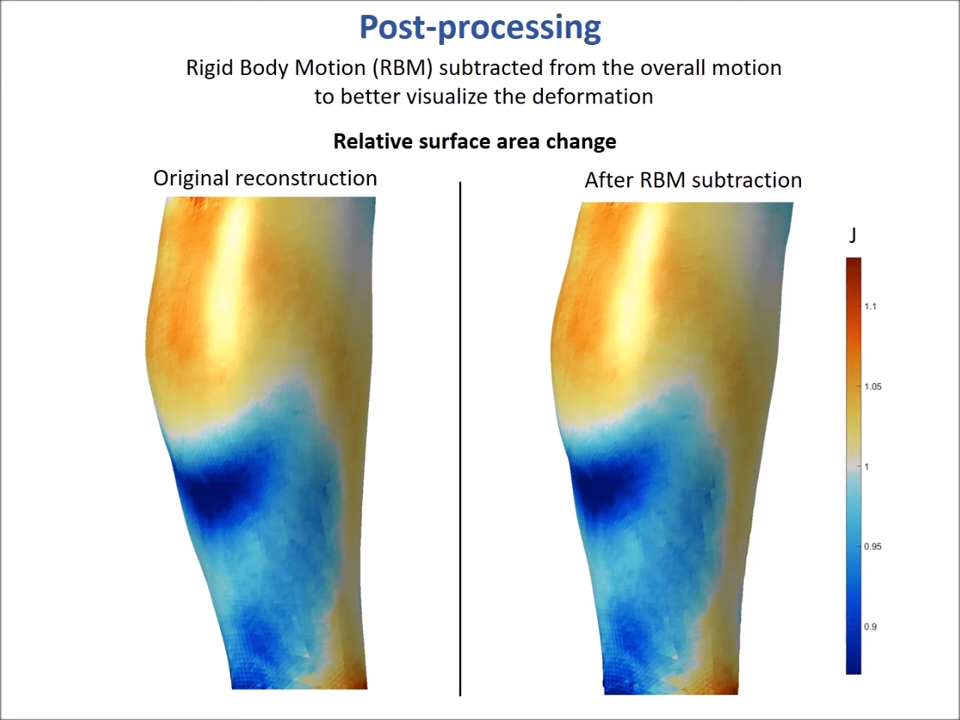 Post-processing
Rigid Body Motion (RBM) subtracted from the overall motion
to better visualize the deformation
Relative surface area change
Original reconstruction
After RBM subtraction
J
1.1
1.05
1
0.95
0.9